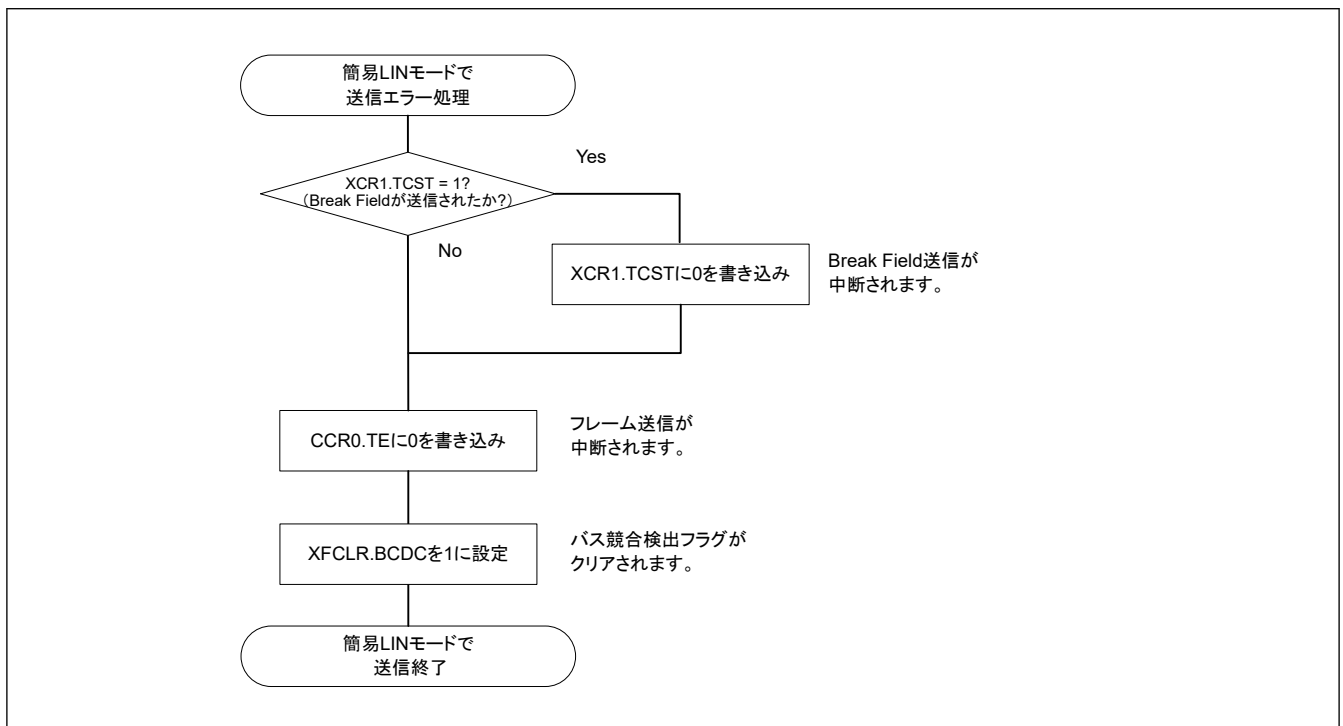 簡易LINモードで
送信エラー処理
Yes
XCR1.TCST = 1?
(Break Fieldが送信されたか?)
No
XCR1.TCSTに0を書き込み
Break Field送信が
中断されます。
CCR0.TEに0を書き込み
フレーム送信が
中断されます。
XFCLR.BCDCを1に設定
バス競合検出フラグが
クリアされます。
簡易LINモードで
送信終了